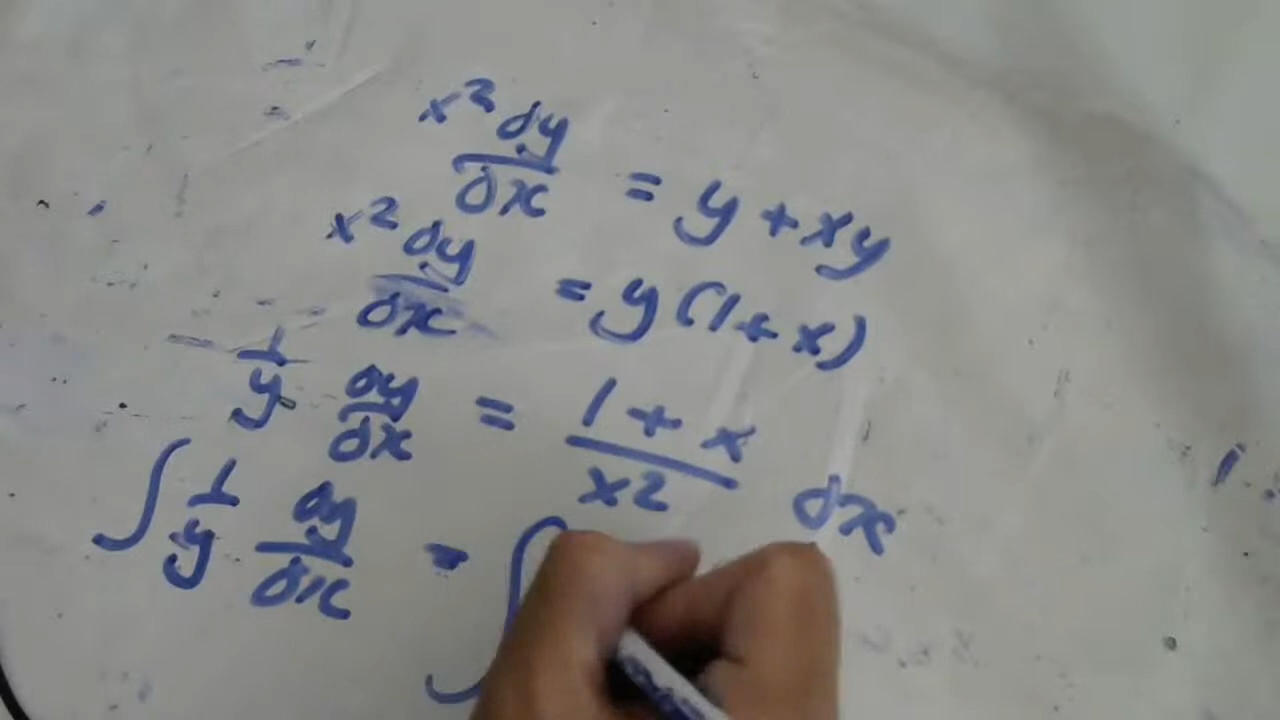 x² dy/dx = y + xy
x² dy/dx = y(1 + x)
1/y dy/dx = 1 + x/x2 dx
∫ 1/y dy/dx = ∫